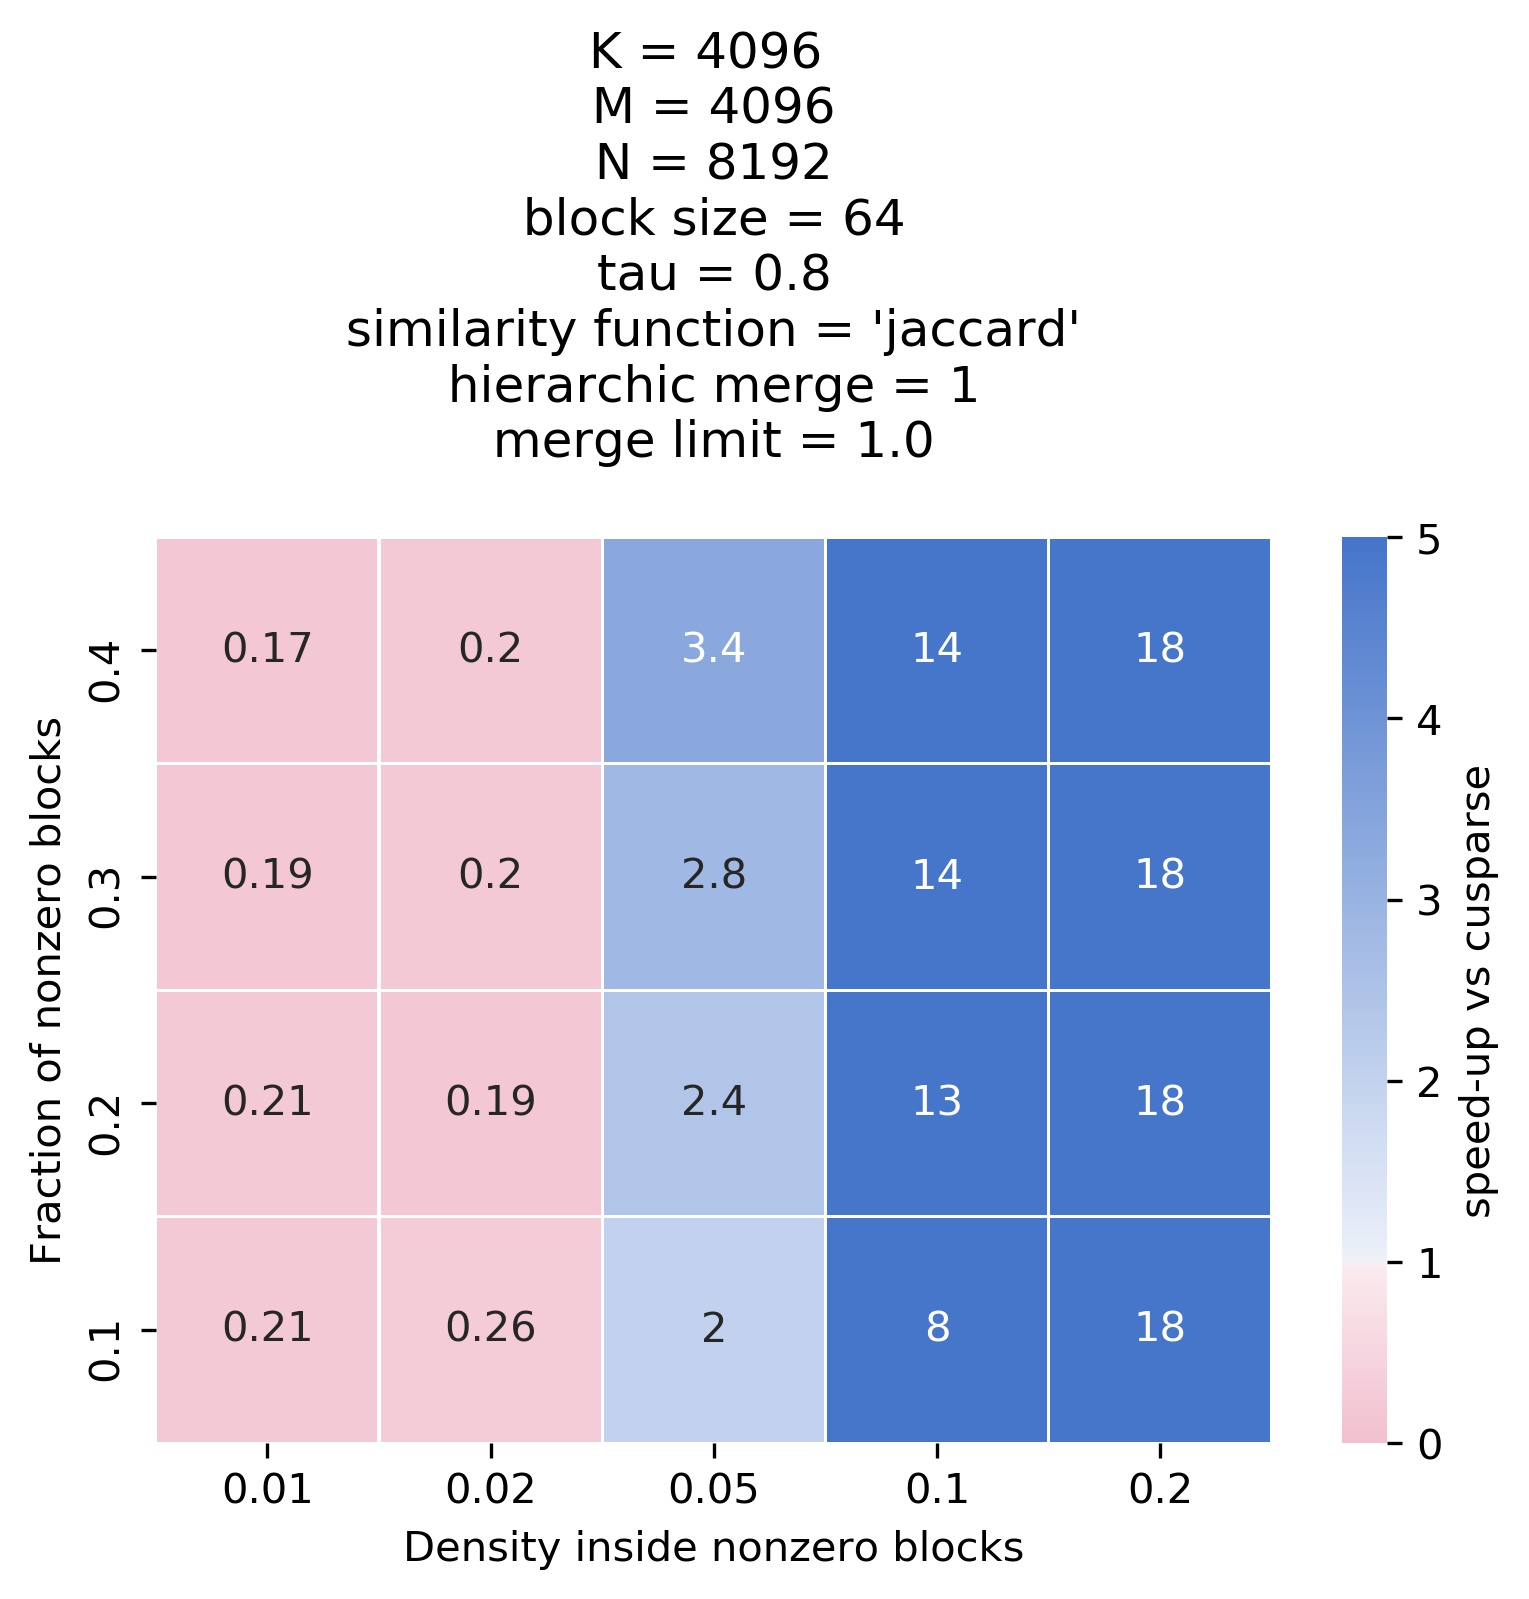 K = 4096
M = 4096
N = 8192
block size = 64
tau = 0.8
similarity function = 'jaccard'
hierarchic merge = 1
merge limit = 1.0
Fraction of nonzero blocks
0.4
0.17 0.2 3.4 14 18
0.3
0.19 0.2 2.8 14 18
0.2
0.21 0.19 2.4 13 18
0.1
0.21 0.26 2 8 18
0.01 0.02 0.05 0.1 0.2
Density inside nonzero blocks
5
4
3
2
1
0
speed-up vs cusparse